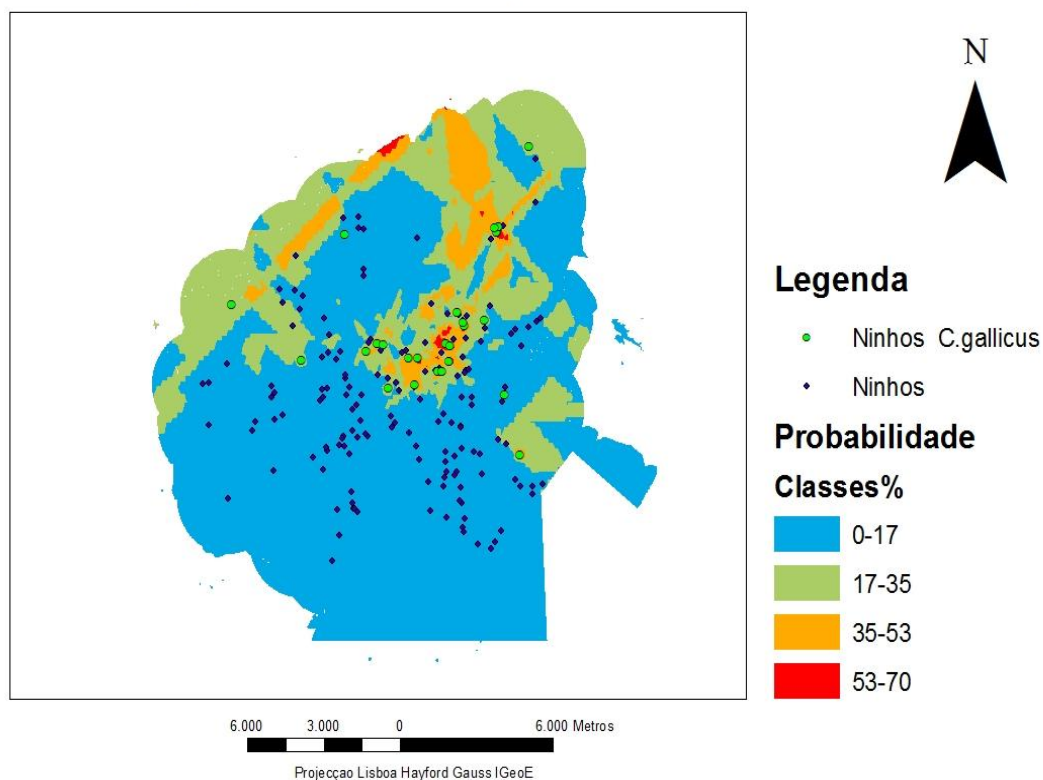 N
Legenda
Ninhos C.gallicus
Ninhos
Probabilidade
Classes%
0-17
17-35
35-53
53-70
6.000 3.000 0 6.000 Metros
Projecçao Lisboa Hayford Gauss IGeoE